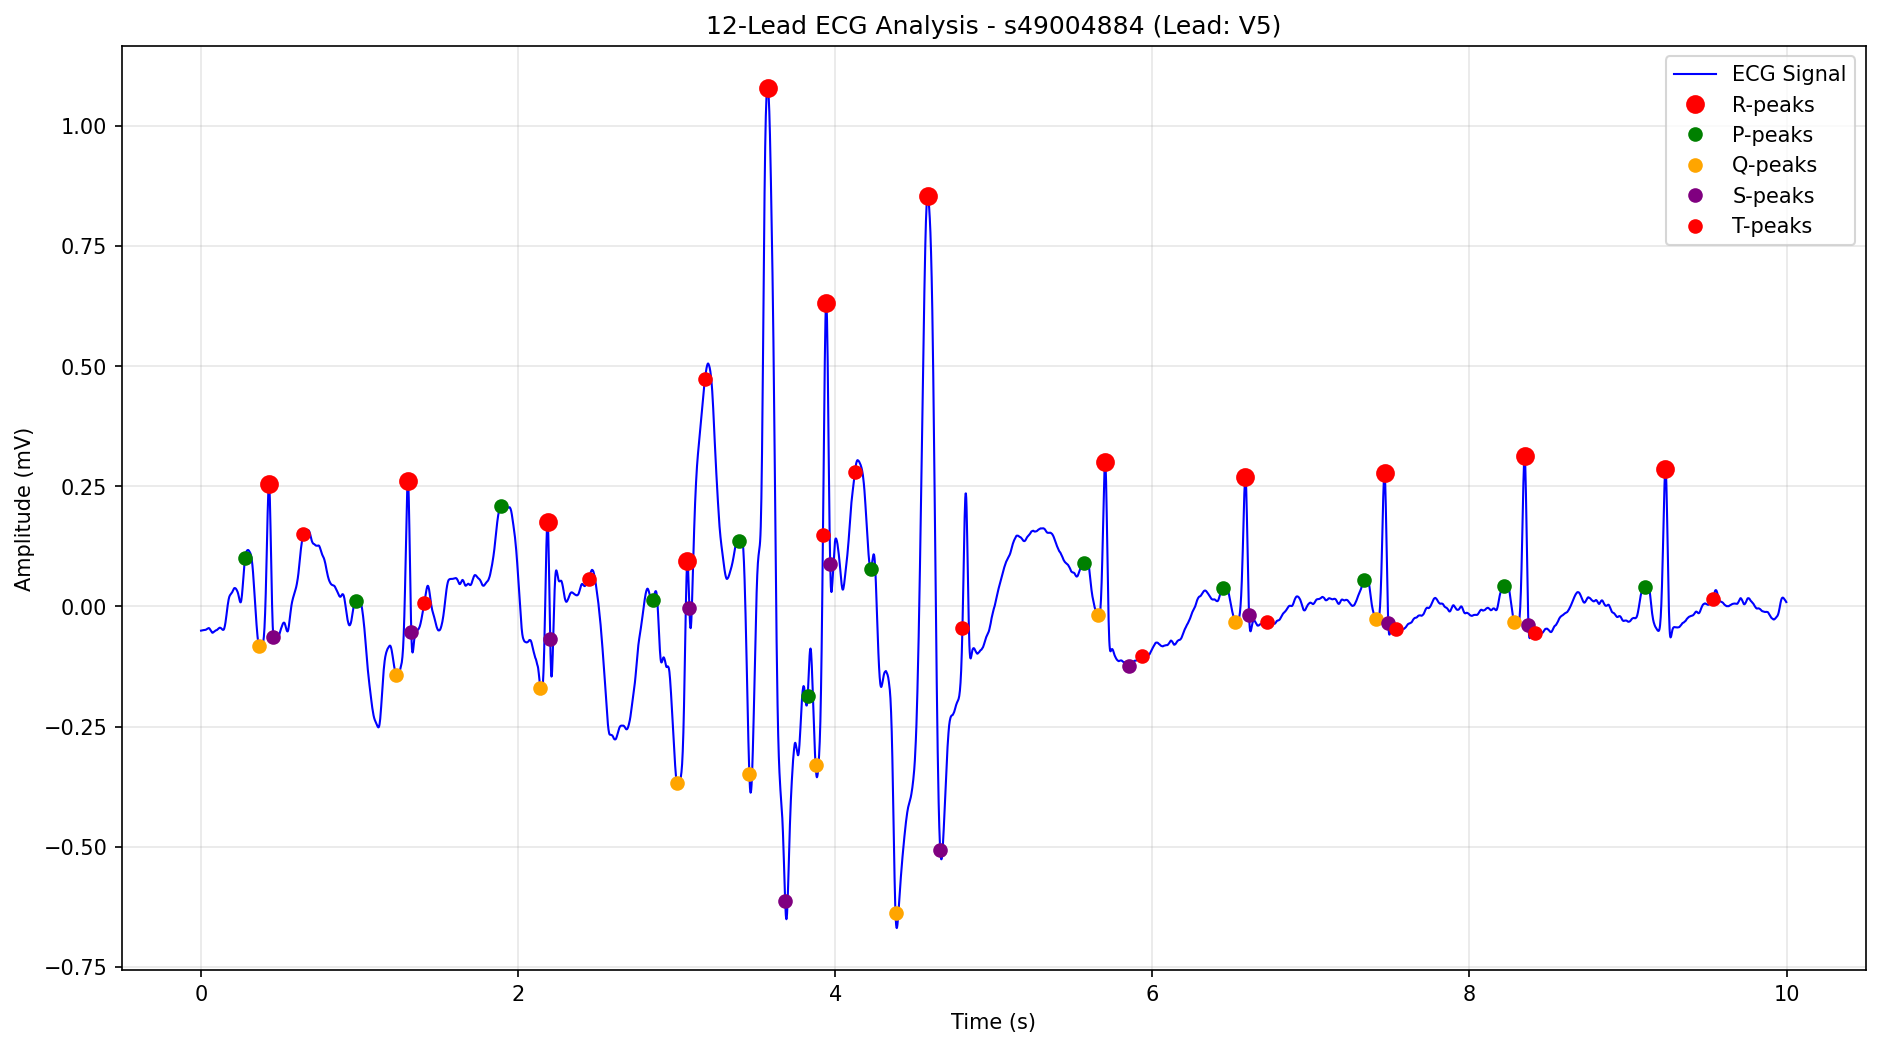 12-Lead ECG Analysis - s49004884 (Lead: V5)
ECG Signal
R-peaks
P-peaks
Q-peaks
S-peaks
T-peaks
Amplitude (mV)
1.00
0.75
0.50
0.25
0.00
−0.25
−0.50
−0.75
0 2 4 6 8 10
Time (s)